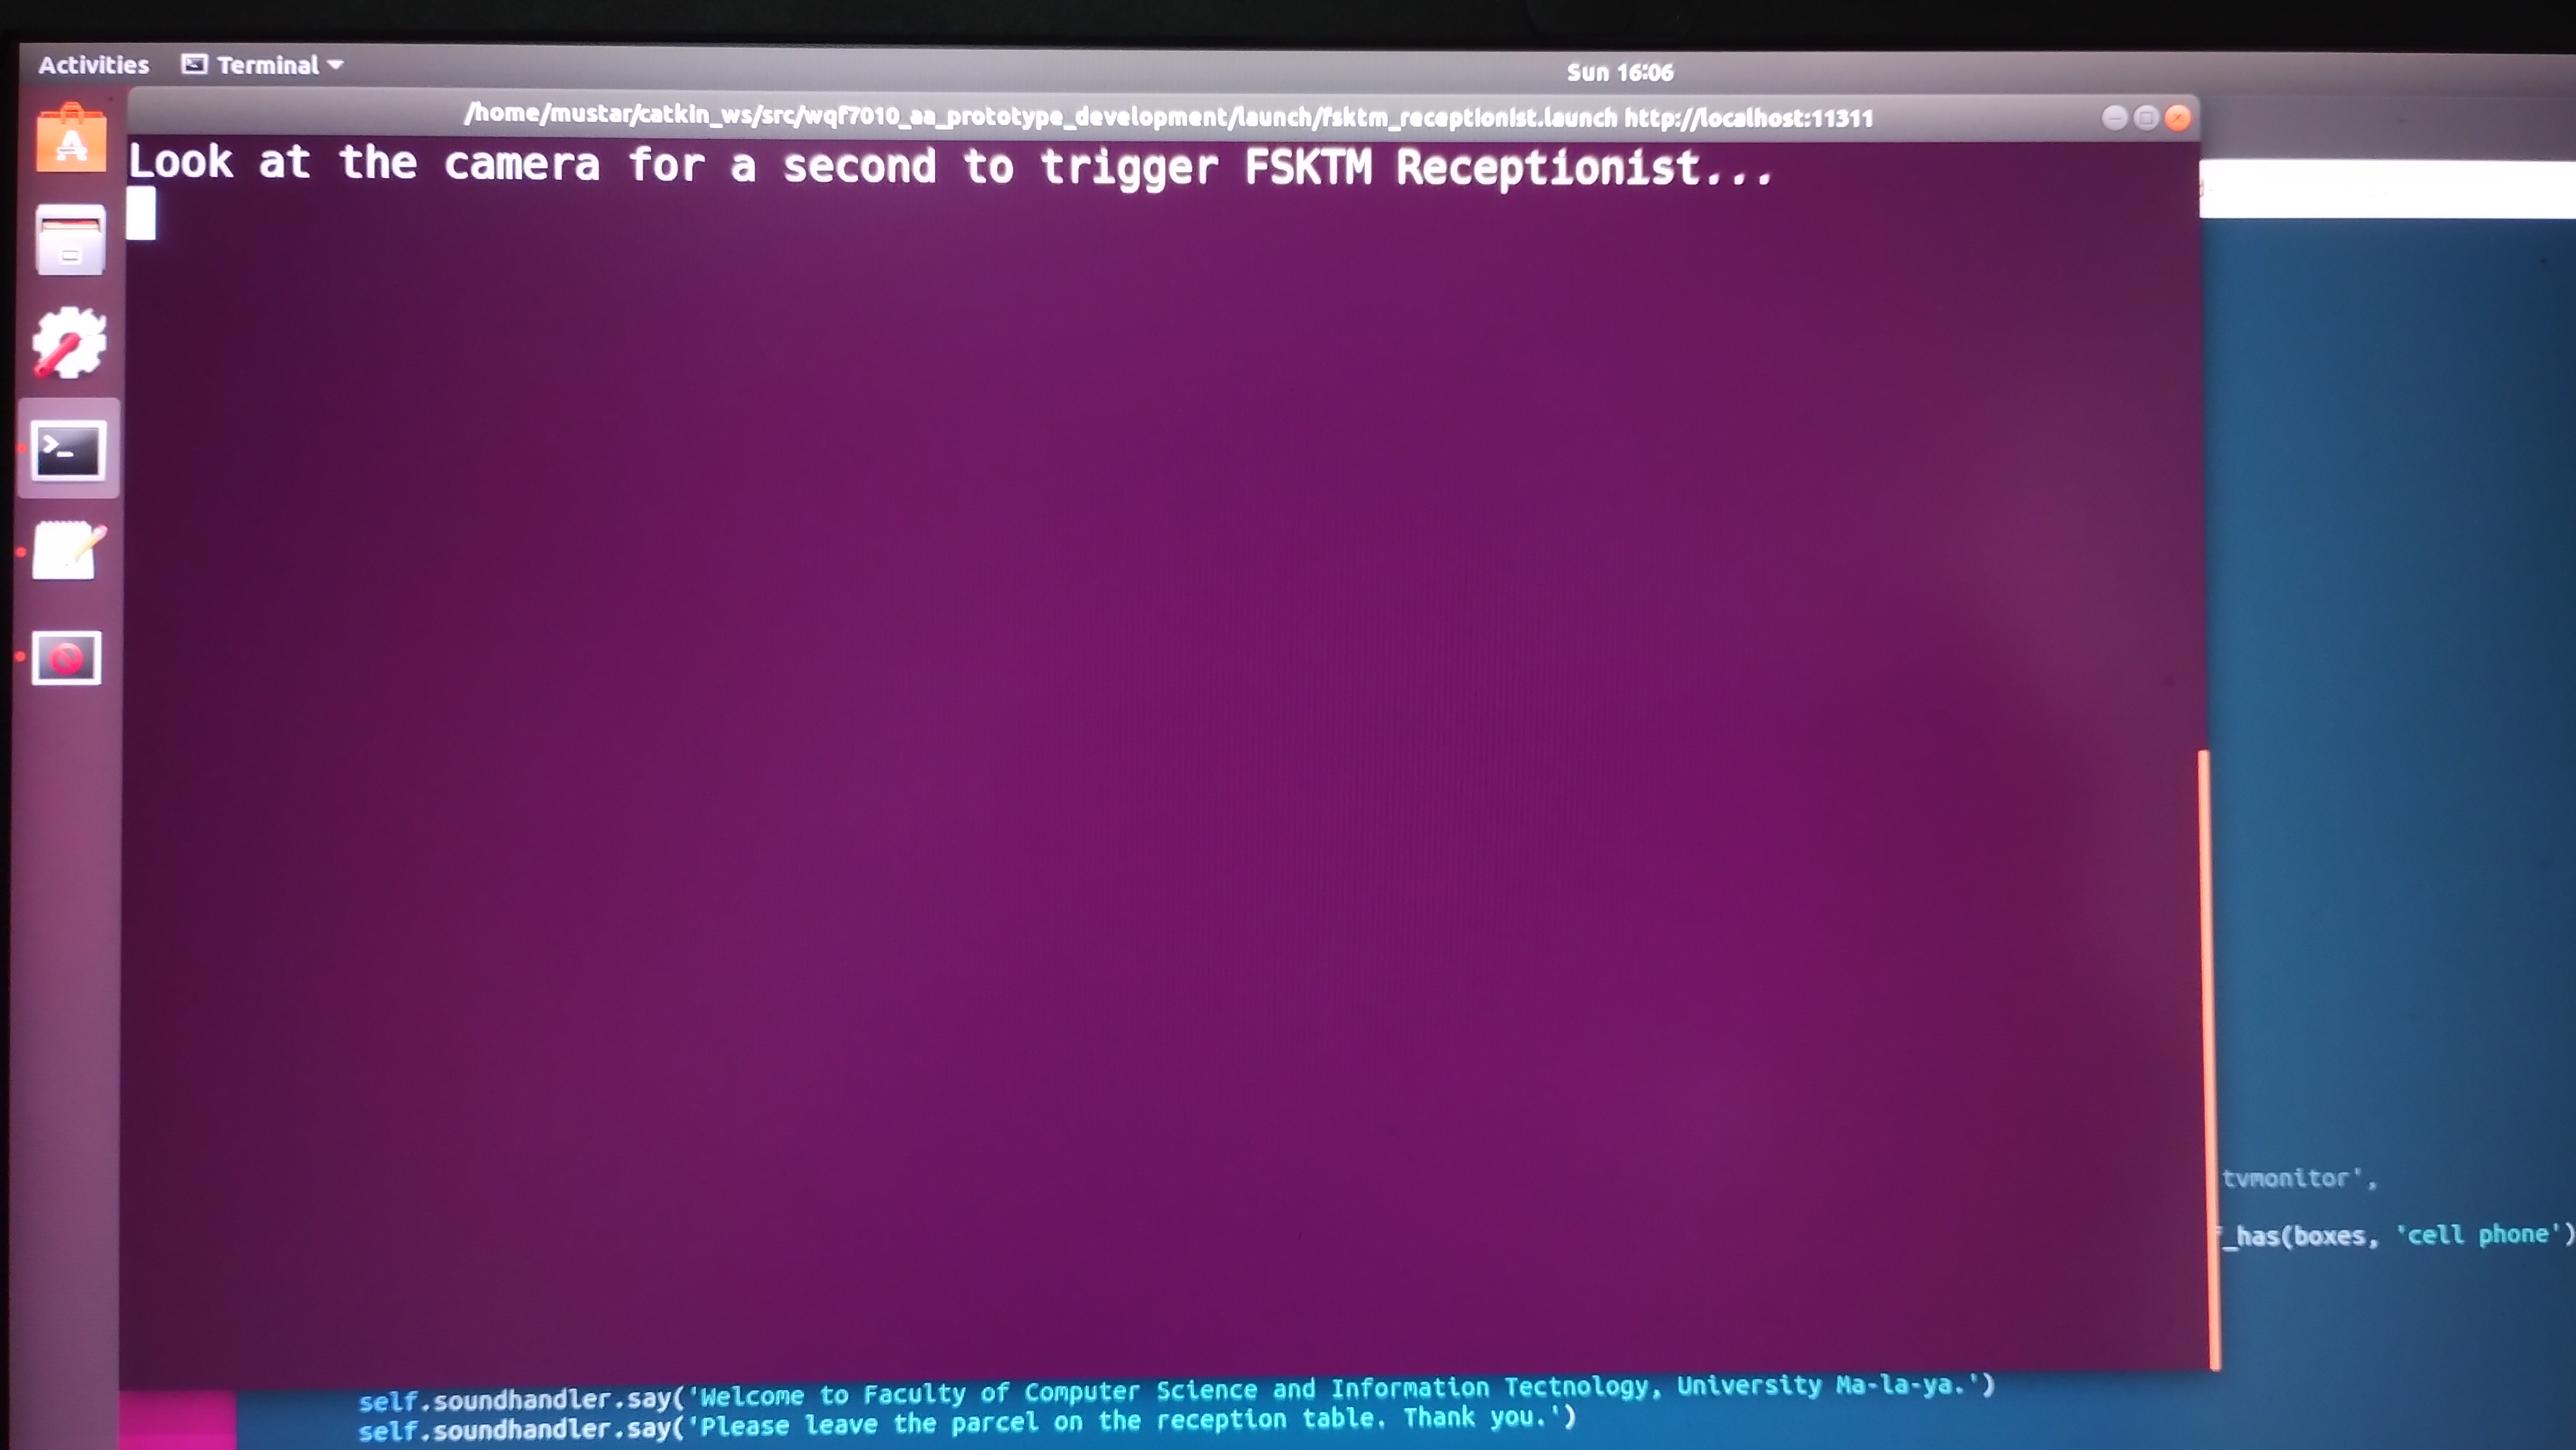 Activities Terminal
Sun 16:06
/home/mustar/catkin_ws/src/wqf7010_aa_prototype_development/launch/fsktm_receptionist.launch http://localhost:11311
Look at the camera for a second to trigger FSKTM Receptionist...
tvmonitor',
_has(boxes, 'cell phone')
self.soundhandler.say('Welcome to Faculty of Computer Science and Information Tectnology, University Ma-la-ya.')
self.soundhandler.say('Please leave the parcel on the reception table. Thank you.')